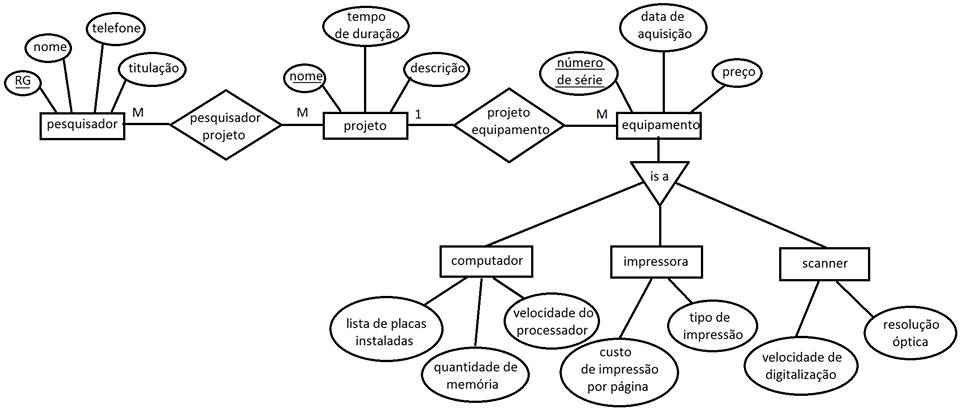 tempo
de duração
data de
aquisição
telefone
nome
RG
titulação
nome
descrição
número
de série
preço
pesquisador
M
pesquisador
projeto
M
projeto
1
projeto
equipamento
M
equipamento
is a
computador
impressora
scanner
lista de placas
instaladas
quantidade de
memória
velocidade do
processador
custo
de impressão
por página
tipo de
impressão
velocidade de
digitalização
resolução
óptica